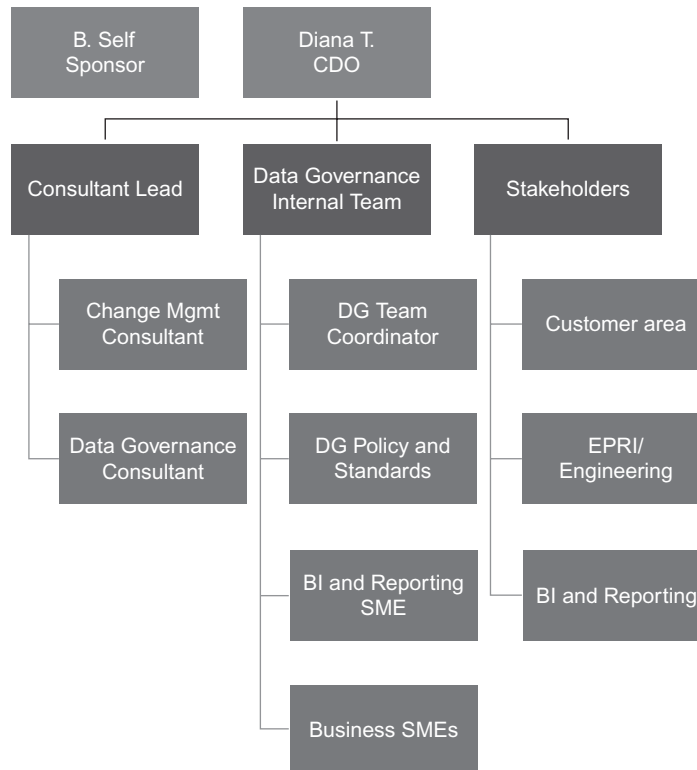 B. Self
Sponsor
Diana T.
CDO
Consultant Lead
Data Governance
Internal Team
Stakeholders
Change Mgmt
Consultant
DG Team
Coordinator
Customer area
Data Governance
Consultant
DG Policy and
Standards
EPRI/
Engineering
BI and Reporting
SME
BI and Reporting
Business SMEs